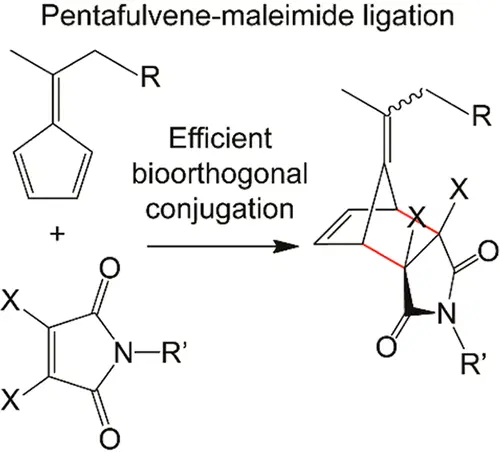 Pentafulvene-maleimide ligation
R
Efficient
bioorthogonal
conjugation
+
R
X
X
O
N
O
R'
O
X
N
R’
X
O